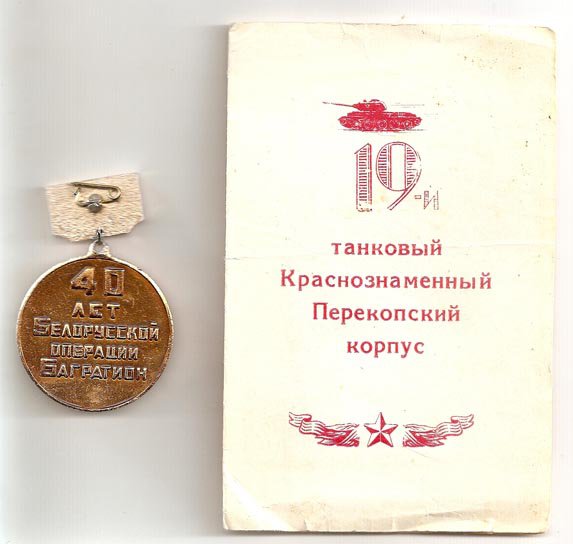 40
ЛЕТ
БЕЛОРУССКОЙ
ОПЕРАЦИИ
БАГРАТИОН
19-й
танковый
Краснознаменный
Перекопский
корпус